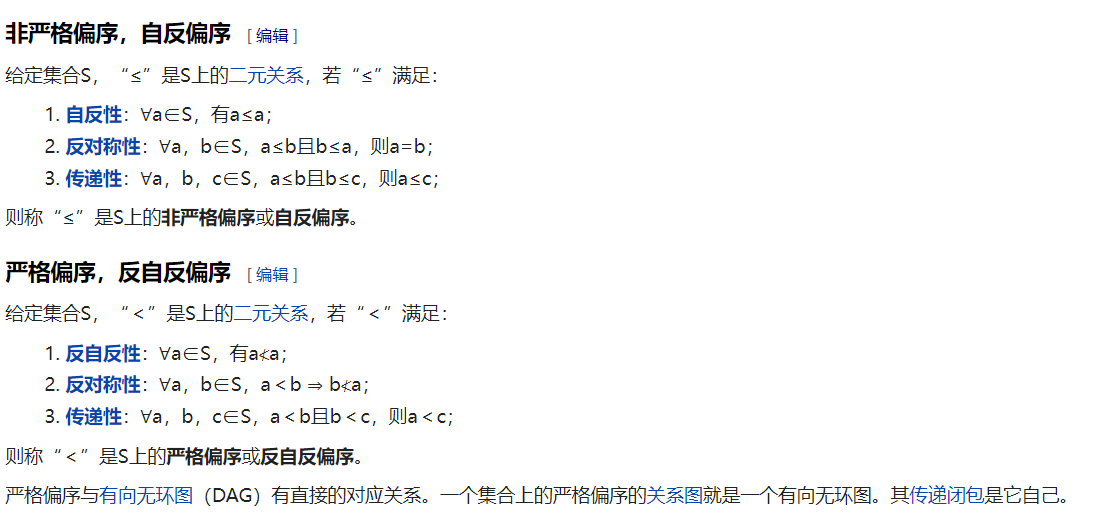 非严格偏序，自反偏序 [ 编辑 ]
给定集合S，“≤”是S上的二元关系，若“≤”满足：
1. 自反性：∀a∈S，有a≤a；
2. 反对称性：∀a，b∈S，a≤b且b≤a，则a=b；
3. 传递性：∀a，b，c∈S，a≤b且b≤c，则a≤c；
则称“≤”是S上的非严格偏序或自反偏序。
严格偏序，反自反偏序 [ 编辑 ]
给定集合S，“＜”是S上的二元关系，若“＜”满足：
1. 反自反性：∀a∈S，有a≮a；
2. 反对称性：∀a，b∈S，a＜b ⇒ b≮a；
3. 传递性：∀a，b，c∈S，a＜b且b＜c，则a＜c；
则称“＜”是S上的严格偏序或反自反偏序。
严格偏序与有向无环图（DAG）有直接的对应关系。一个集合上的严格偏序的关系图就是一个有向无环图。其传递闭包是它自己。